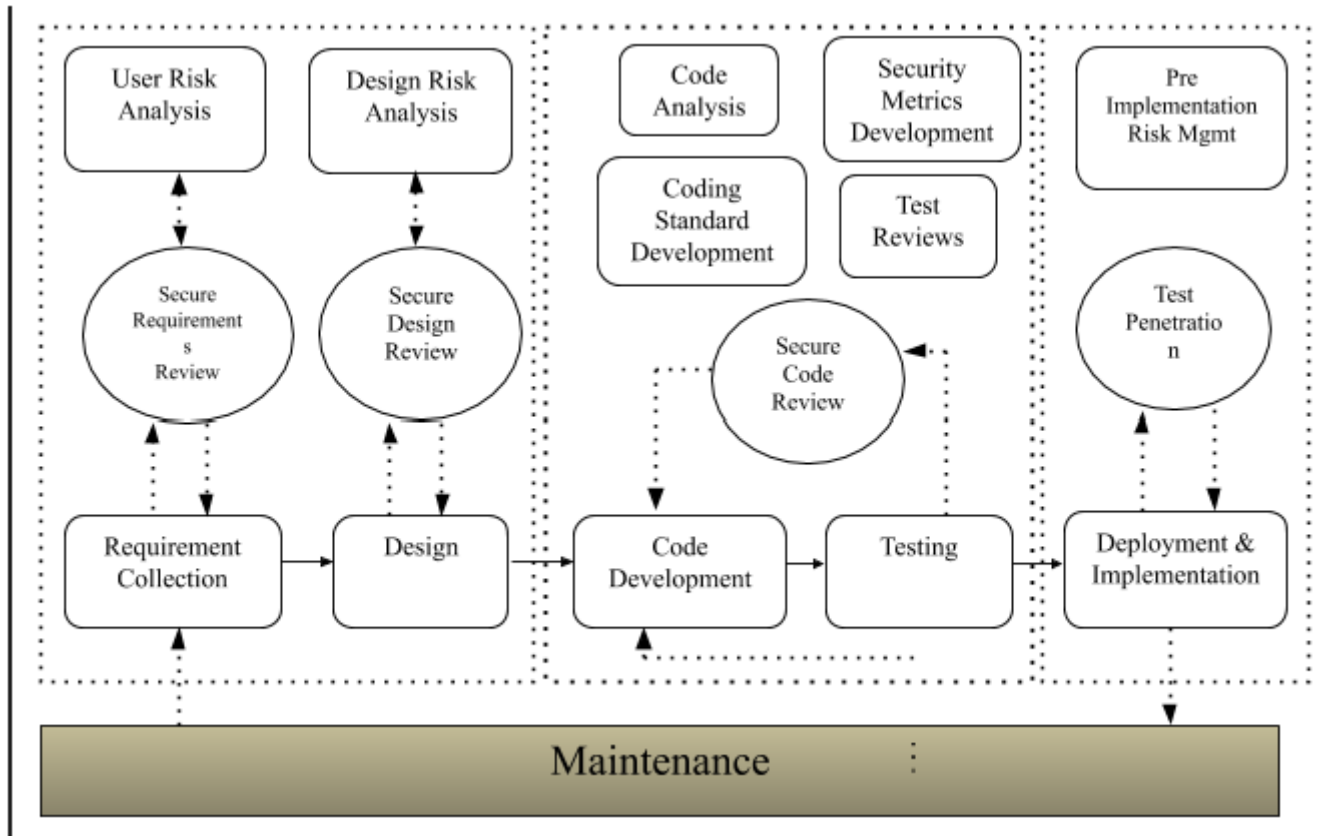 User Risk
Analysis
Design Risk
Analysis
Code
Analysis
Security
Metrics
Development
Pre
Implementation
Risk Mgmt
Coding
Standard
Development
Test
Reviews
Secure
Requirement
s
Review
Secure
Design
Review
Secure
Code
Review
Test
Penetratio
n
Requirement
Collection
Design
Code
Development
Testing
Deployment &
Implementation
Maintenance